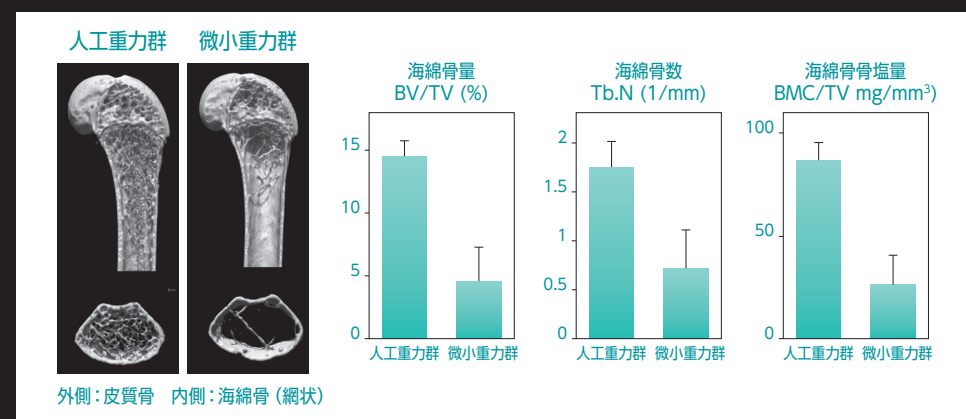 人工重力群
微小重力群
外側：皮質骨
内側：海綿骨（網状）
海綿骨量
BV/TV (%)
15
10
5
0
人工重力群
微小重力群
海綿骨数
Tb.N (1/mm)
2
1.5
1
0.5
0
人工重力群
微小重力群
海綿骨骨塩量
BMC/TV mg/mm³)
100
50
0
人工重力群
微小重力群